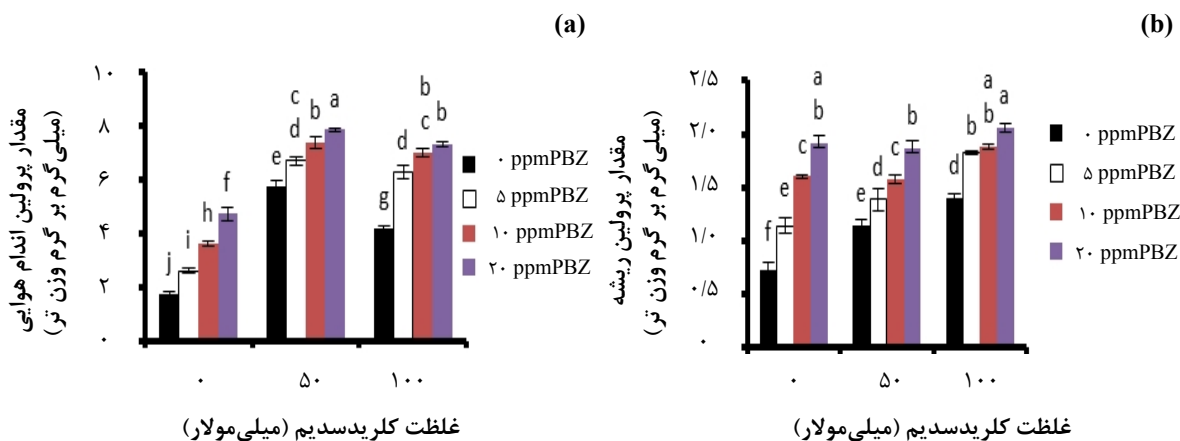 (a)
مقدار پرولین اندام هوایی
(میلی‌گرم بر گرم وزن تر)
۱۰
۸
۶
۴
۲
۰
j
i
h
f
e
c
d
b
a
g
d
b
c
b
۰ ppmPBZ
۵ ppmPBZ
۱۰ ppmPBZ
۲۰ ppmPBZ
۰
۵۰
۱۰۰
غلظت کلریدسدیم (میلی‌مولار)
(b)
مقدار پرولین ریشه
(میلی‌گرم بر گرم وزن تر)
۲/۵
۲/۰
۱/۵
۱/۰
۰/۵
۰
f
e
c
a
b
e
d
c
b
d
b
a
b
a
۰ ppmPBZ
۵ ppmPBZ
۱۰ ppmPBZ
۲۰ ppmPBZ
۰
۵۰
۱۰۰
غلظت کلریدسدیم (میلی‌مولار)